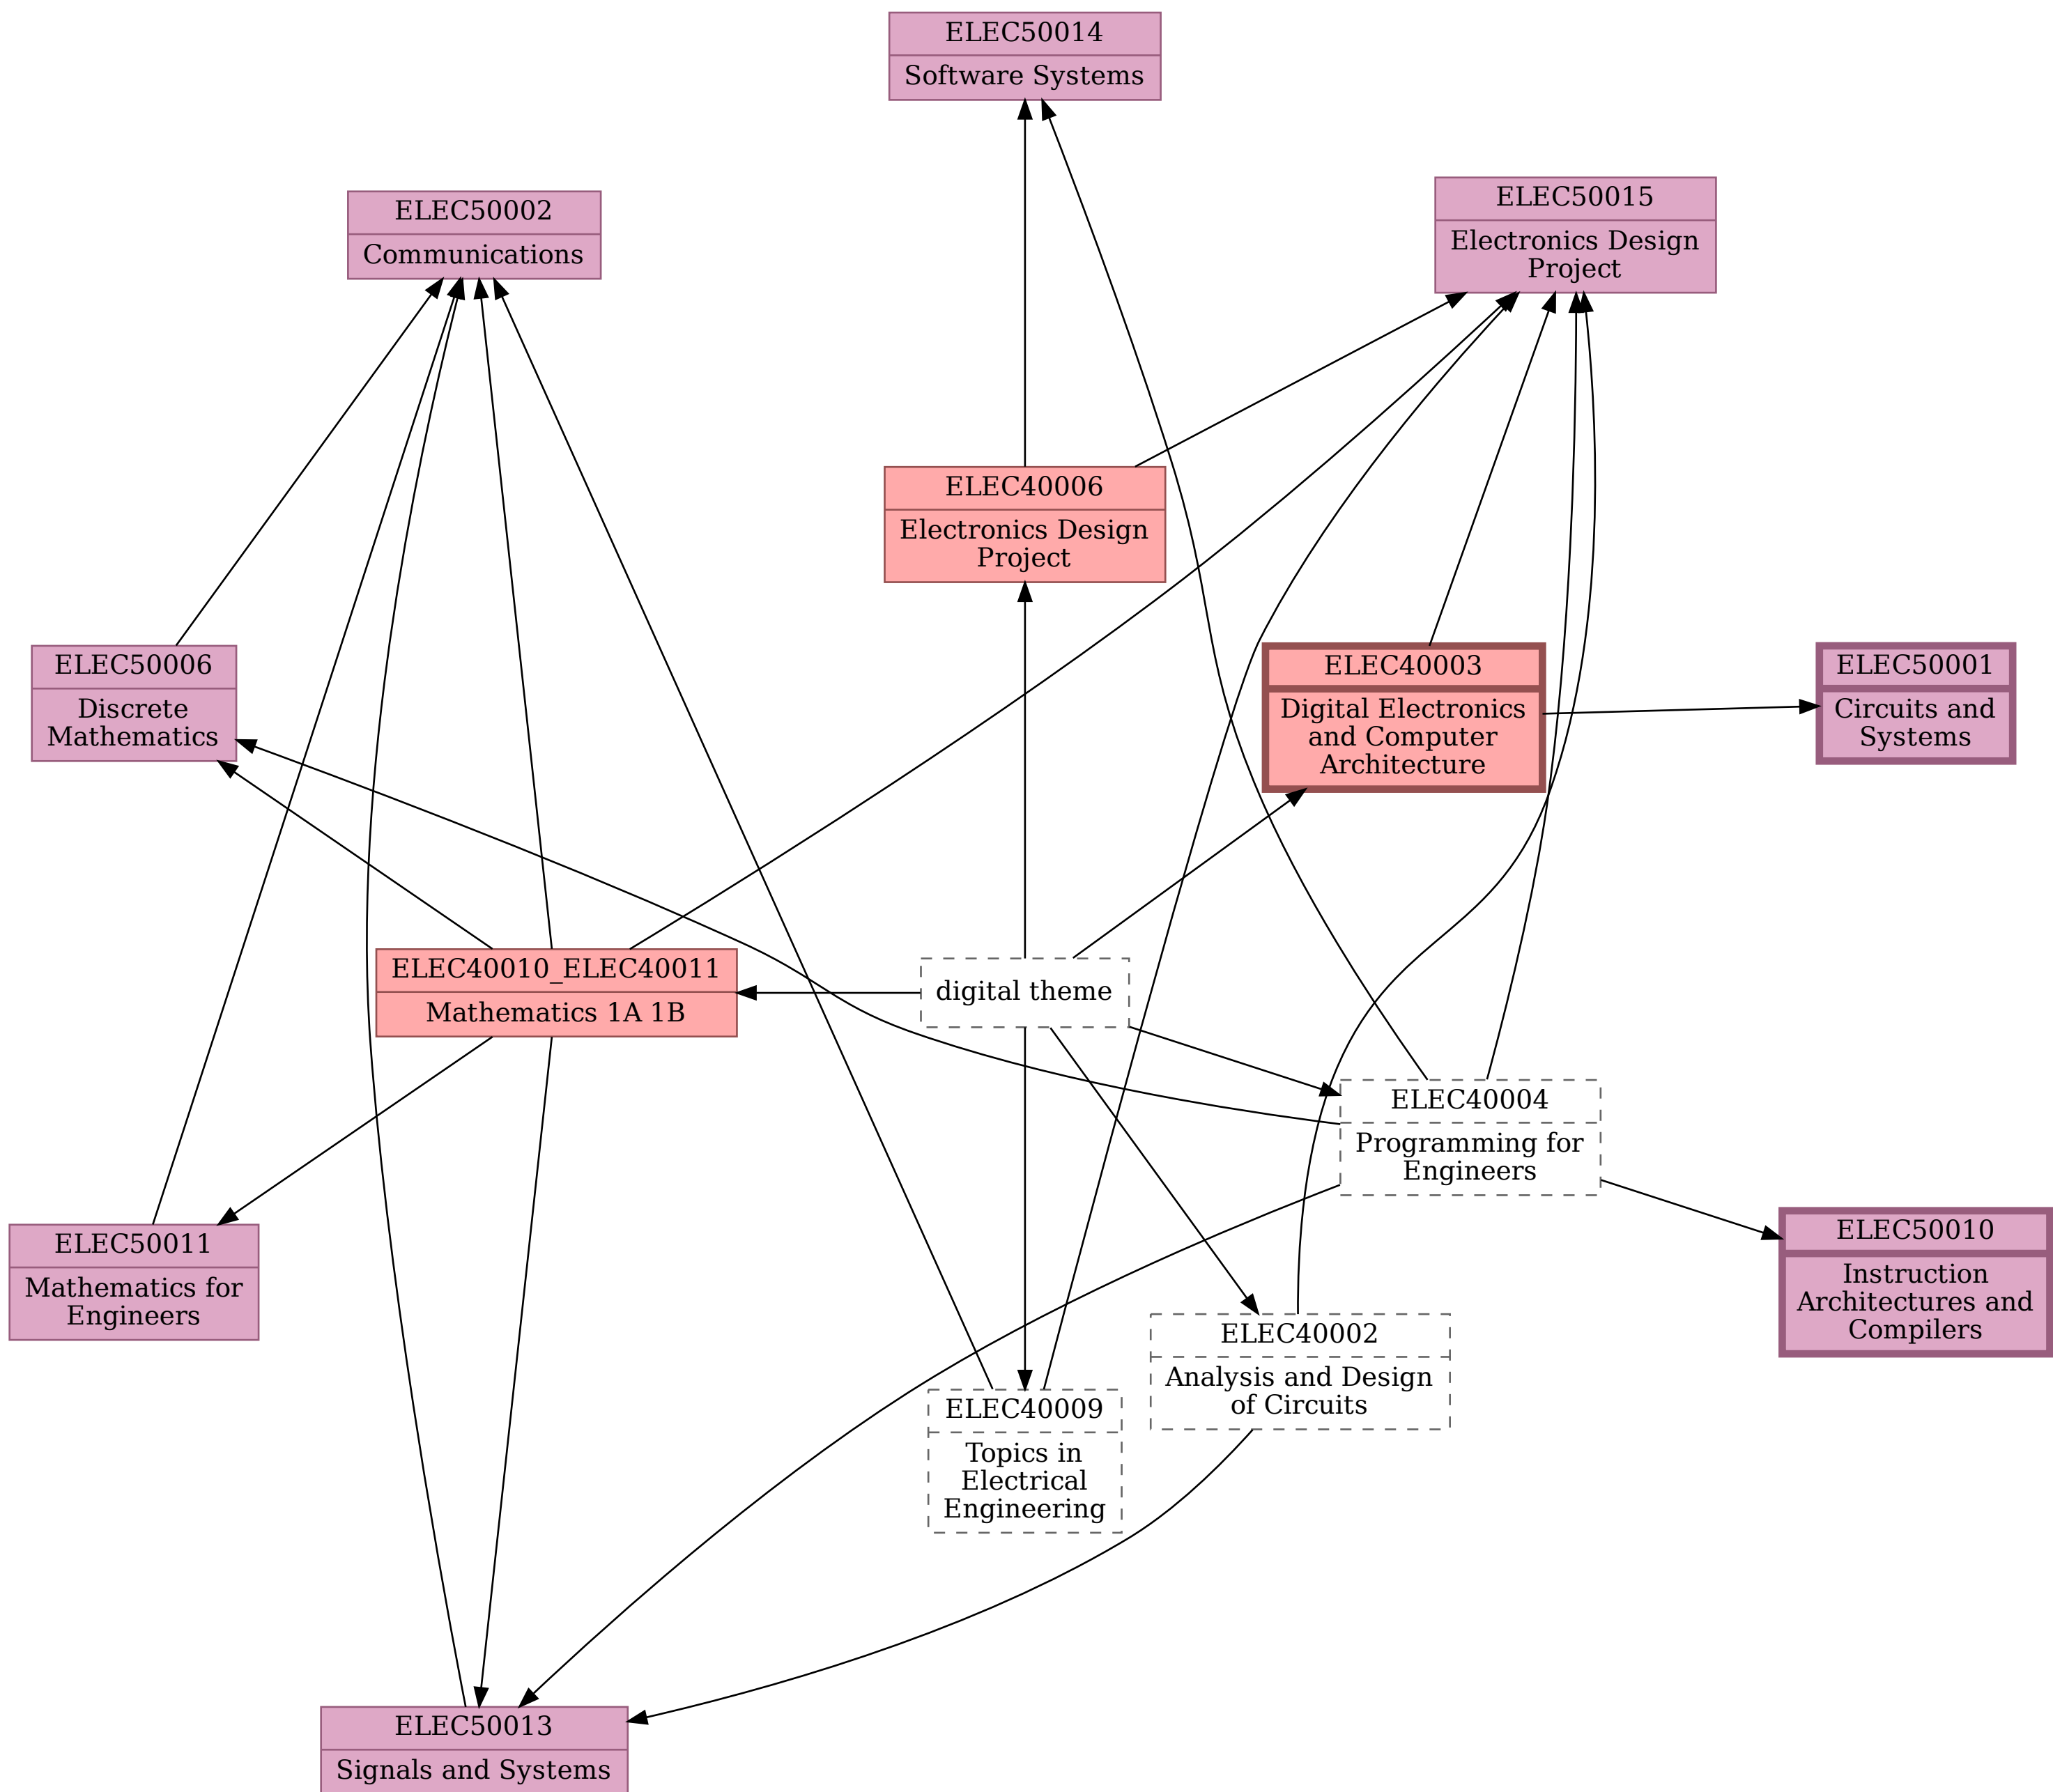 ELEC50014
Software Systems
ELEC50002
Communications
ELEC50015
Electronics Design
Project
ELEC40006
Electronics Design
Project
ELEC50006
Discrete
Mathematics
ELEC40003
Digital Electronics
and Computer
Architecture
ELEC50001
Circuits and
Systems
ELEC40010_ELEC40011
Mathematics 1A 1B
digital theme
ELEC40004
Programming for
Engineers
ELEC50011
Mathematics for
Engineers
ELEC50010
Instruction
Architectures and
Compilers
ELEC40002
Analysis and Design
of Circuits
ELEC40009
Topics in
Electrical
Engineering
ELEC50013
Signals and Systems